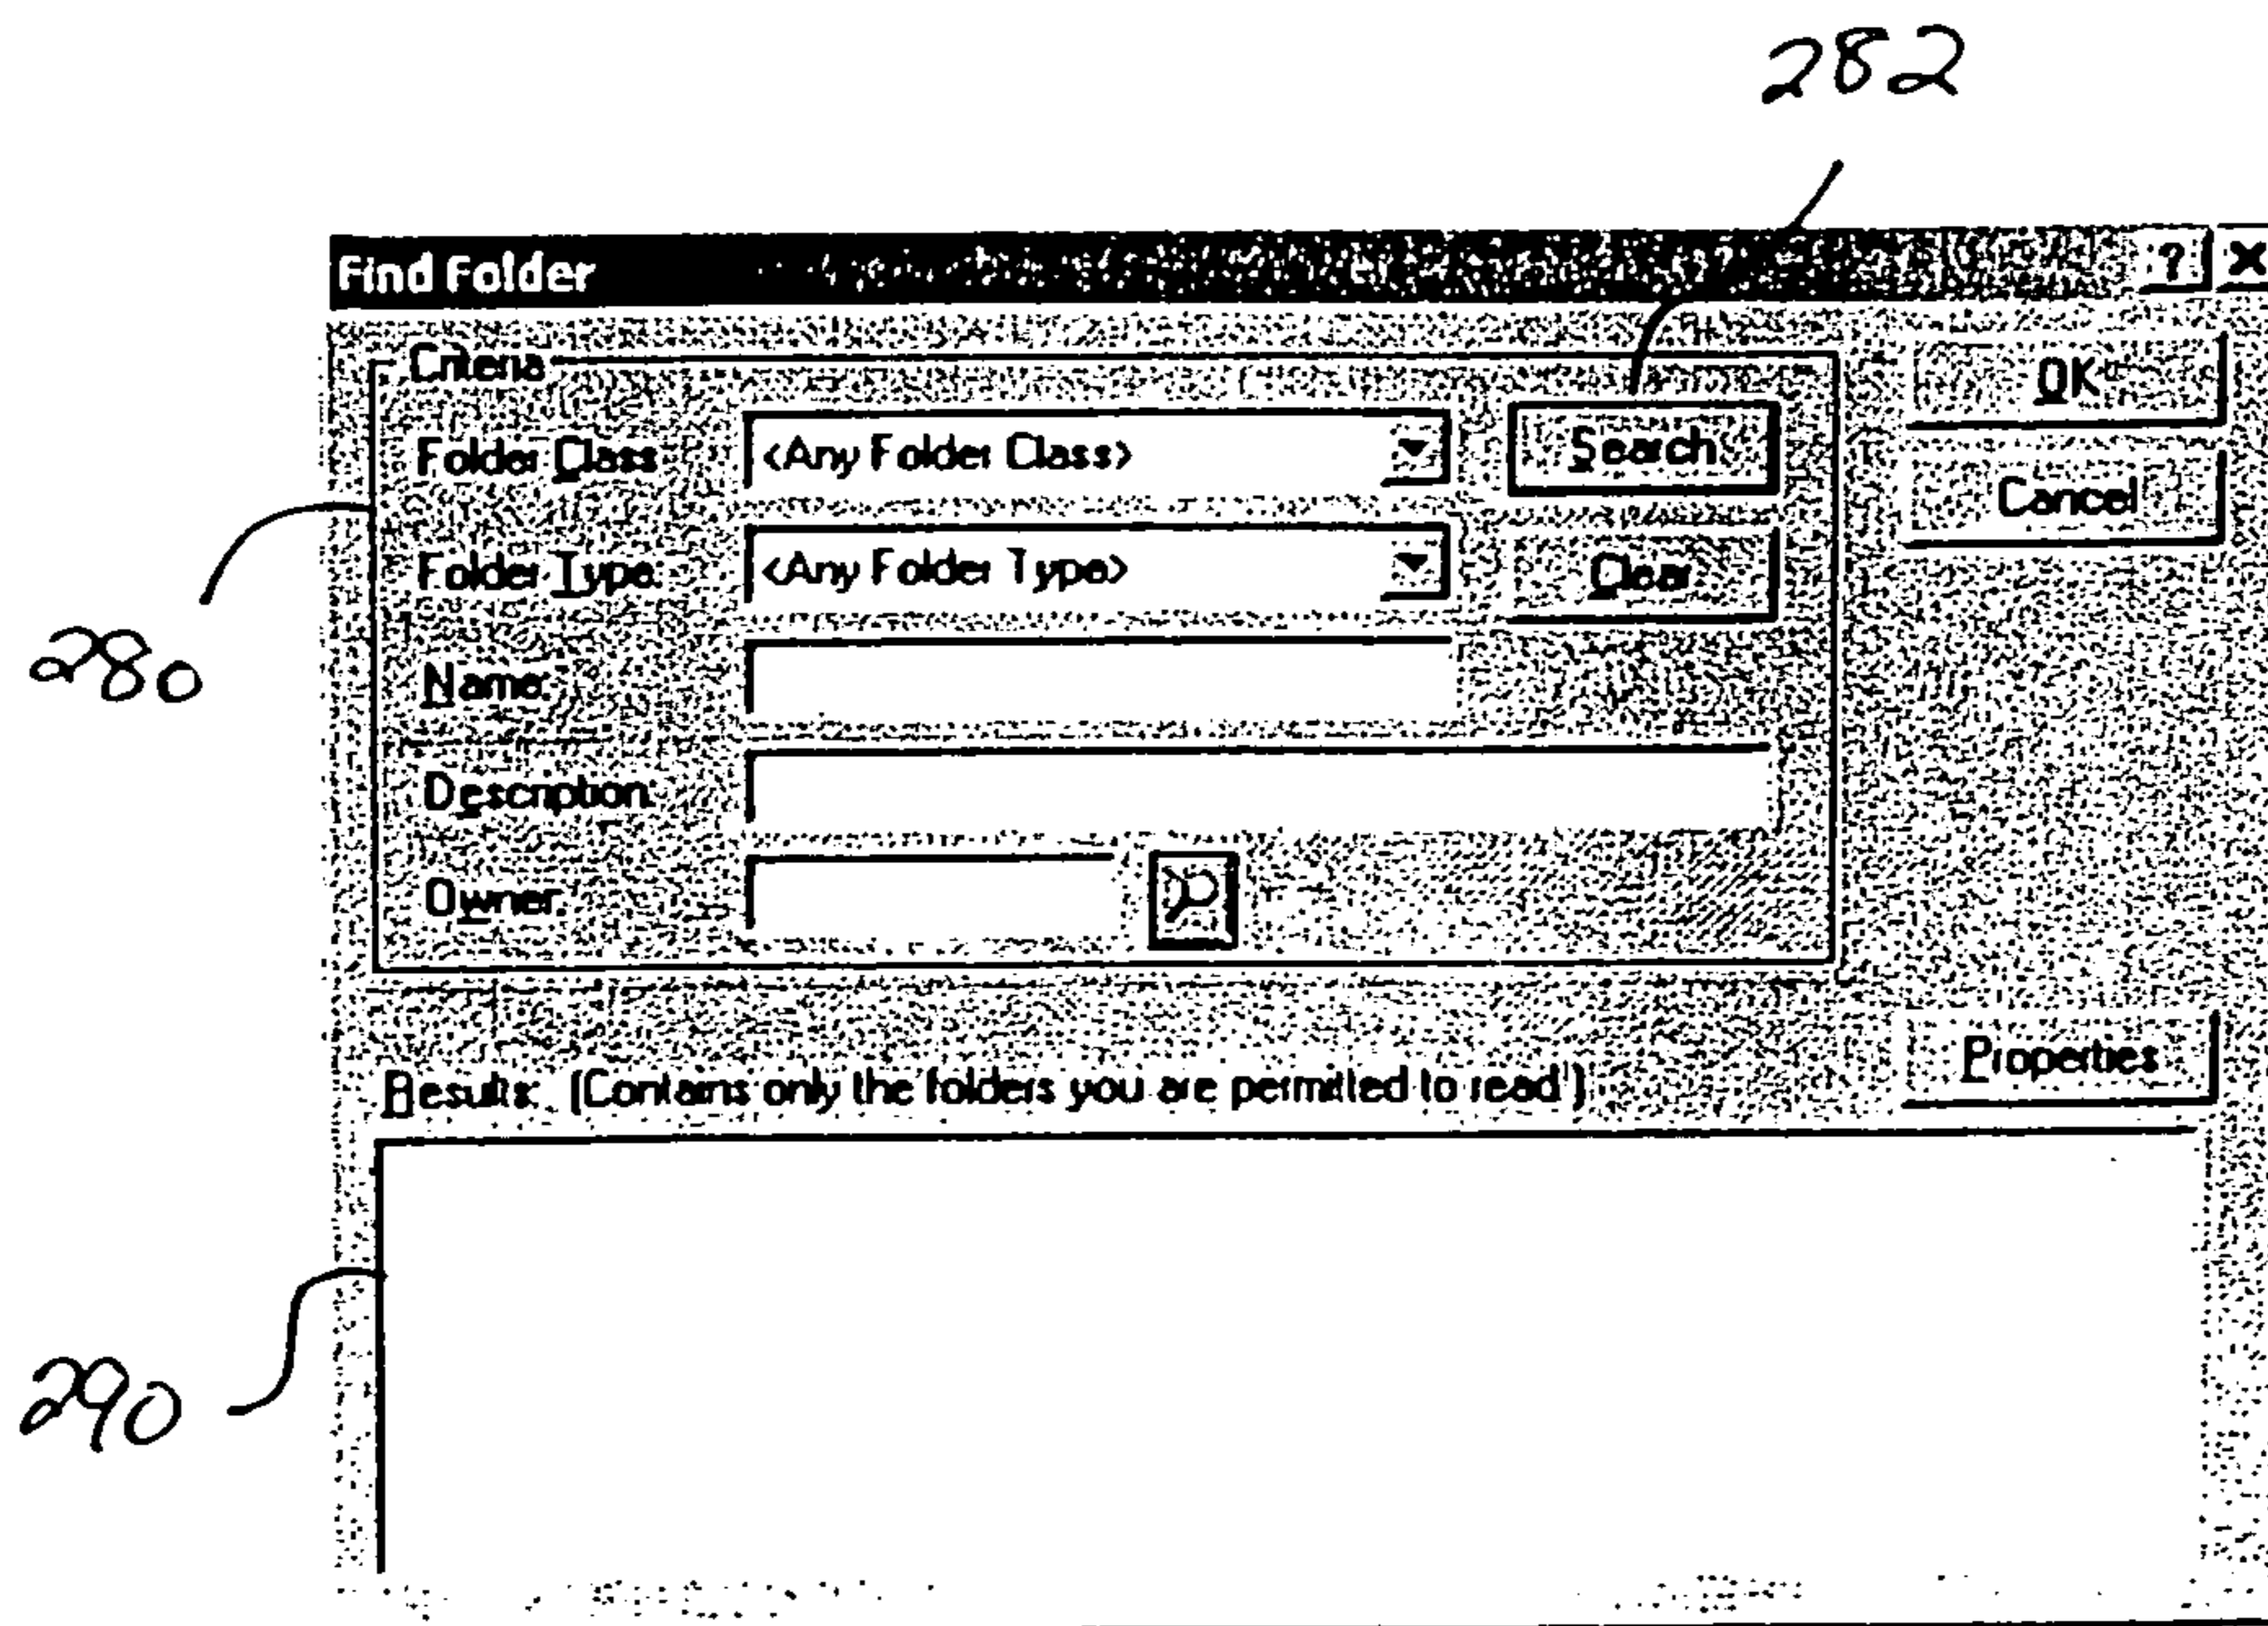 282
Find Folder ? X
Criteria
OK
Folder Class: <Any Folder Class> Search
Cancel
Folder Type: <Any Folder Type> Clear
280
Name:
Description:
Owner:
Properties
Results: (Contains only the folders you are permitted to read)
290